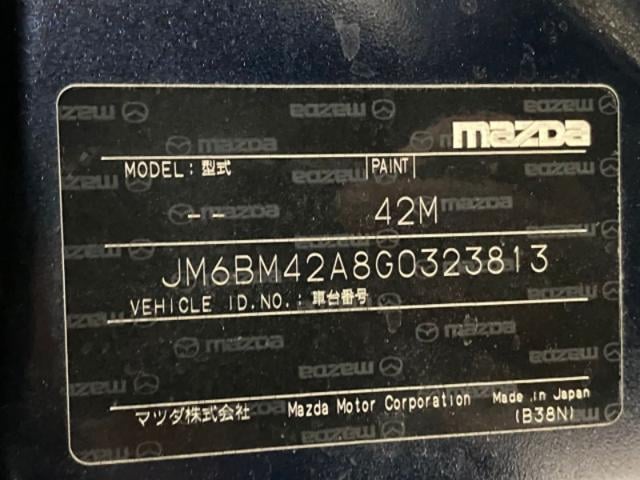 mazda
MODEL:型式 PAINT
-- 42M
JM6BM42A8G0323813
VEHICLE ID.NO.:車台番号
マツダ株式会社 Mazda Motor Corporation Made in Japan
(B38N)